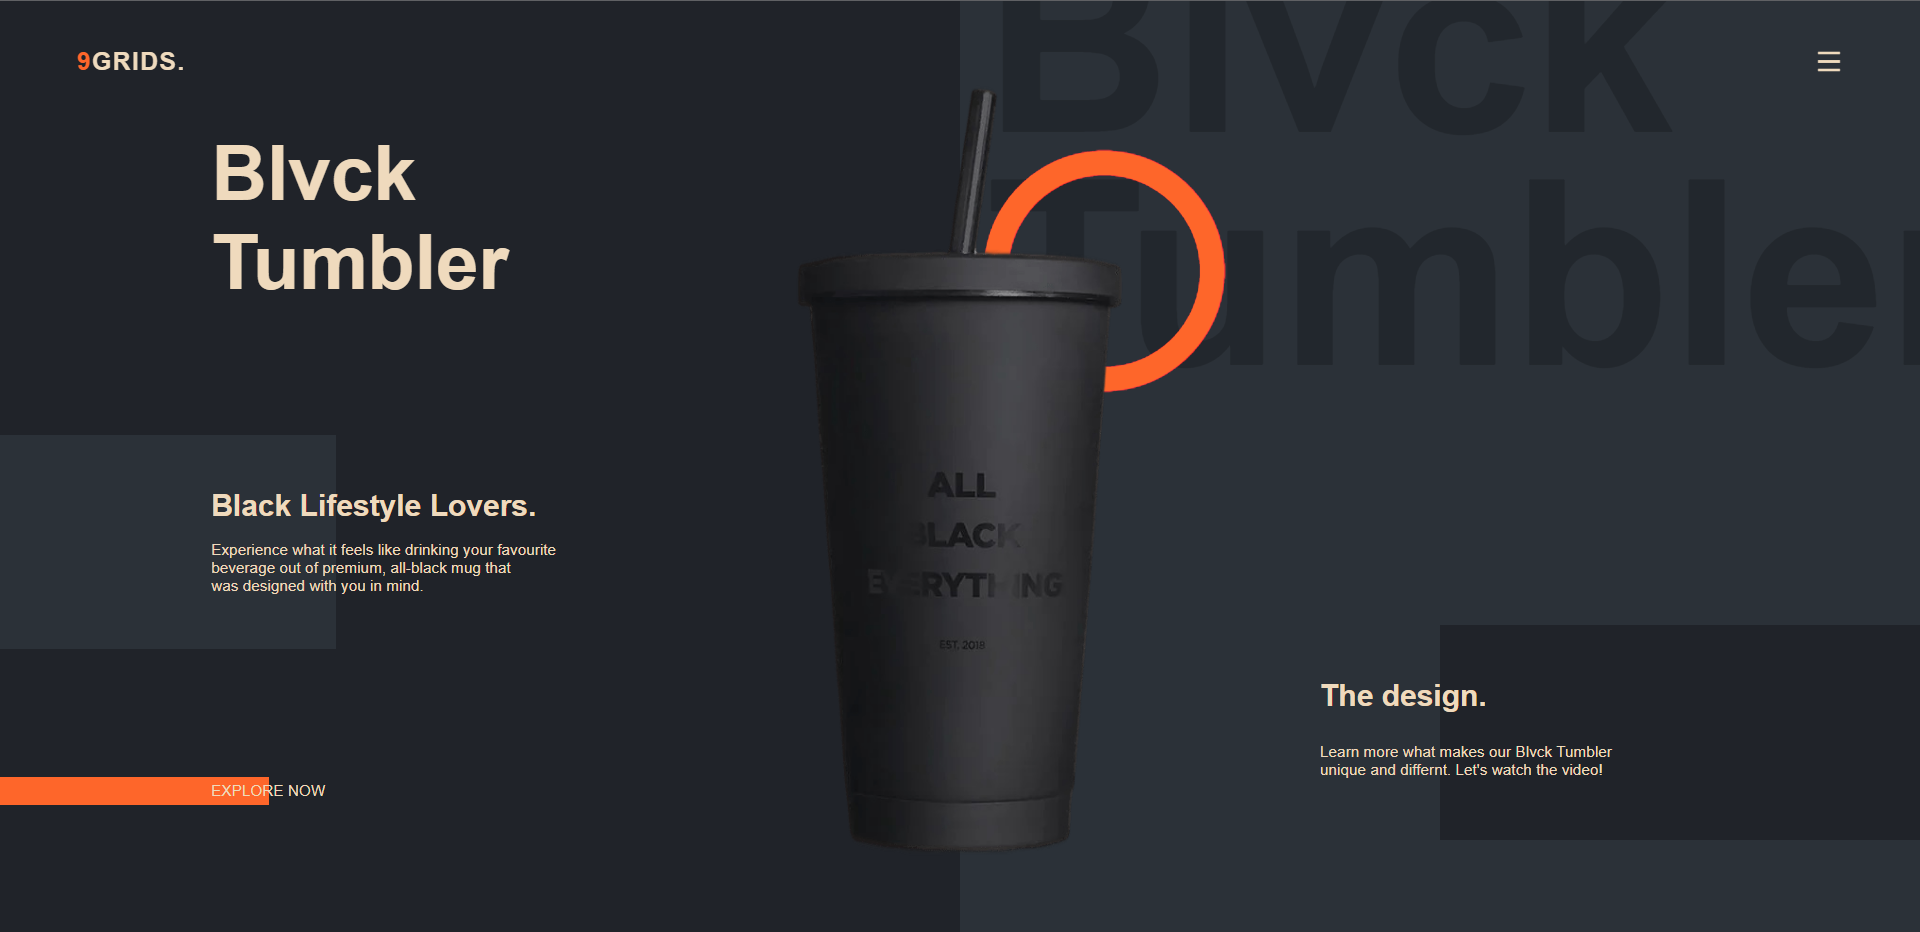 9GRIDS.
Blvck
Tumbler
Blvck
Tumbler
ALL
BLACK
EVERYTHING
EST. 2018
Black Lifestyle Lovers.
Experience what it feels like drinking your favourite
beverage out of premium, all-black mug that
was designed with you in mind.
The design.
Learn more what makes our Blvck Tumbler
unique and differnt. Let's watch the video!
EXPLORE NOW